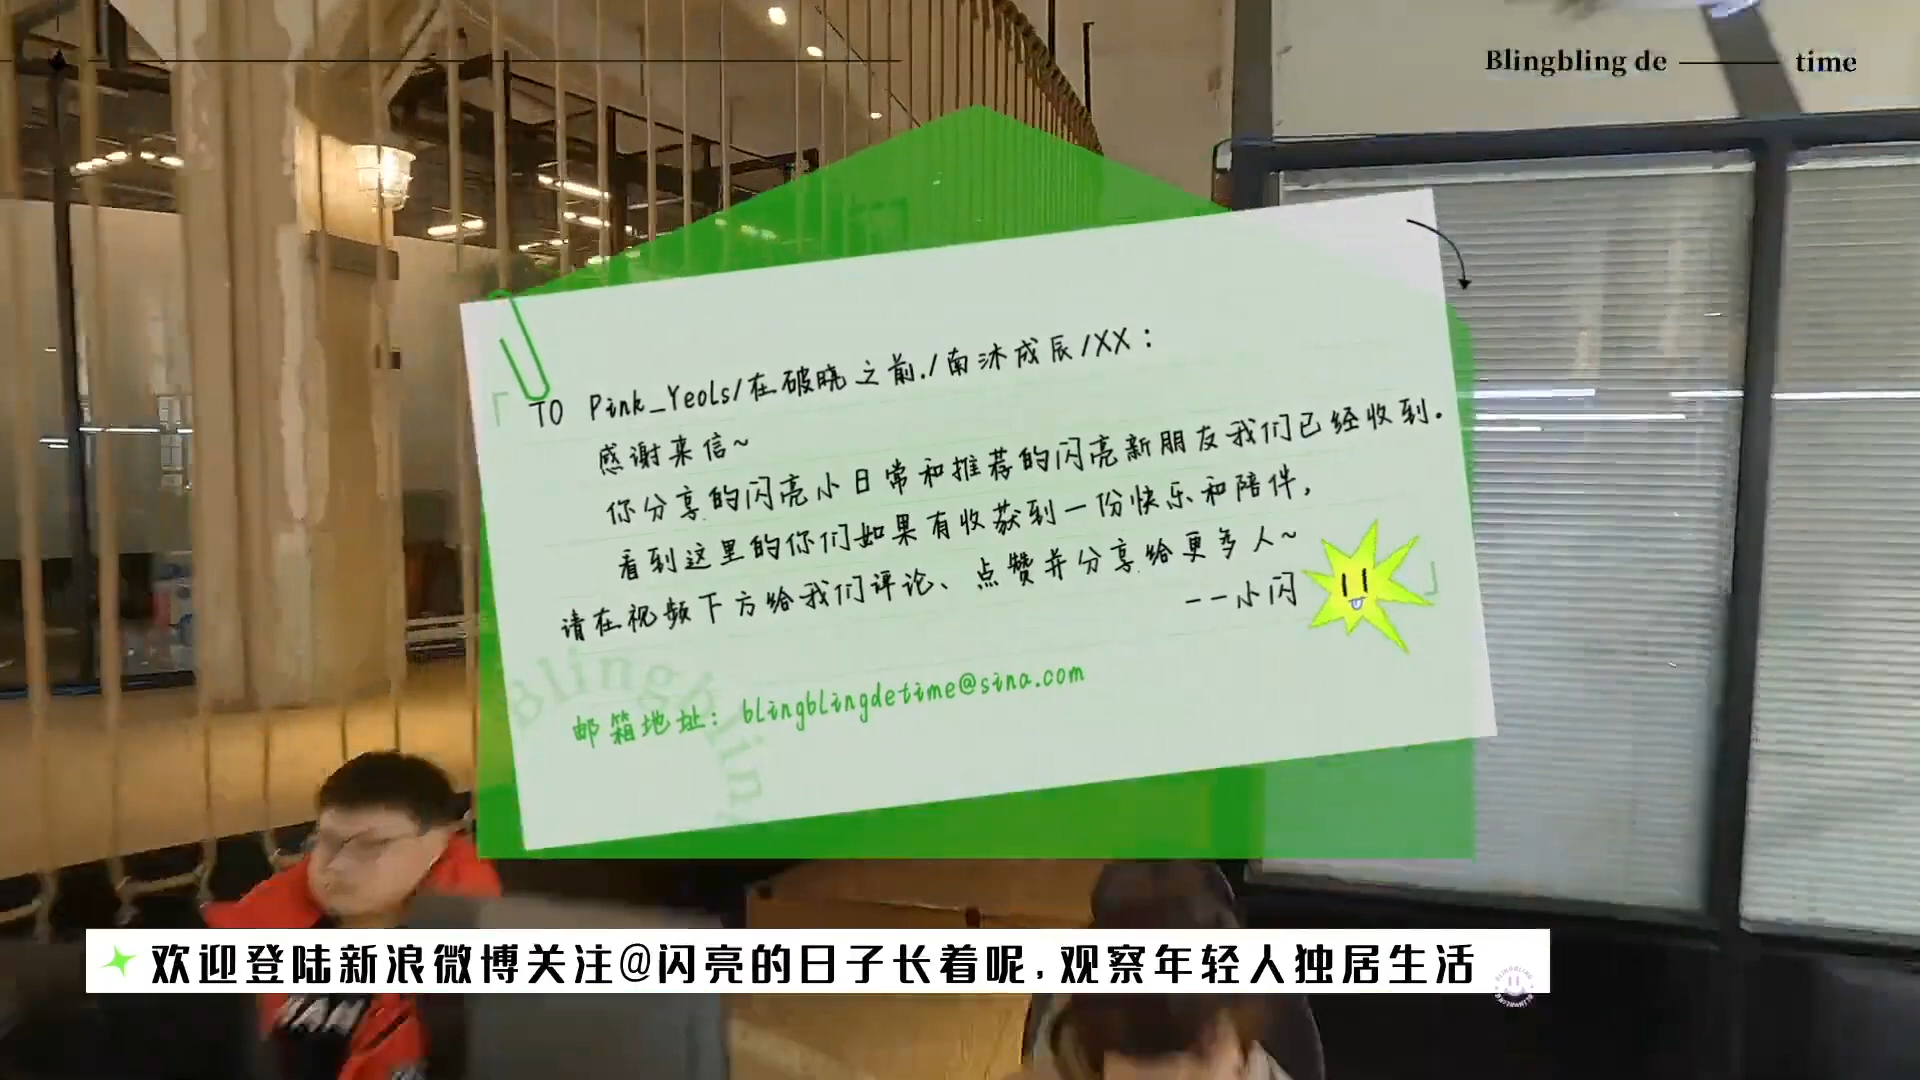 Blingbling de
time
TO Pink_Yeols/在破晓之前./南沐成辰/XX：
感谢来信~
你分享的闪亮小日常和推荐的闪亮新朋友我们已经收到.
看到这里的你们如果有收获到一份快乐和陪伴,
请在视频下方给我们评论、点赞并分享给更多人~
--小闪
邮箱地址: blingblingdetime@sina.com
Blingblin
欢迎登陆新浪微博关注@闪亮的日子长着呢,观察年轻人独居生活